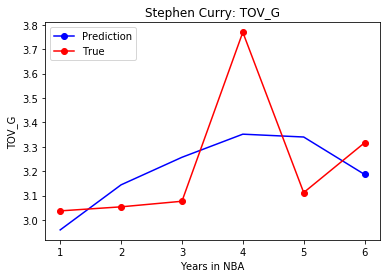 Stephen Curry: TOV_G
Prediction
True
3.8
3.7
3.6
3.5
3.4
3.3
3.2
3.1
3.0
TOV_G
1 2 3 4 5 6
Years in NBA